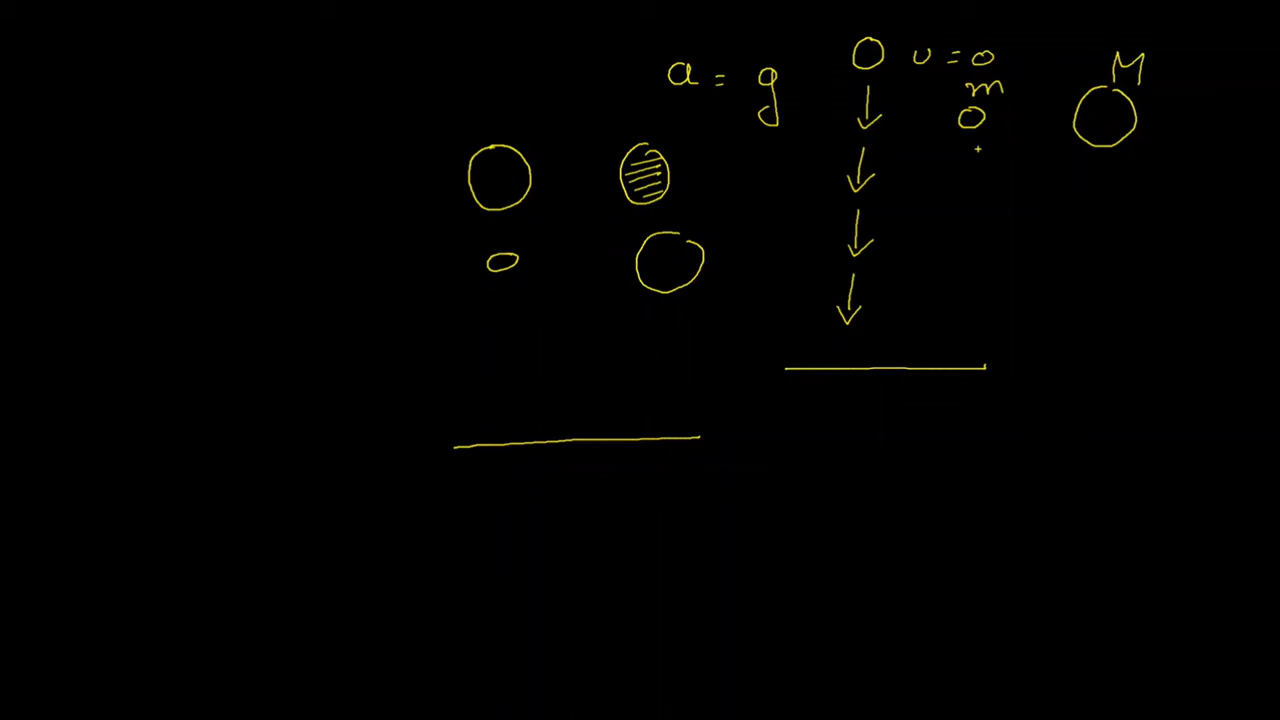 a = g
u = 0
m
M